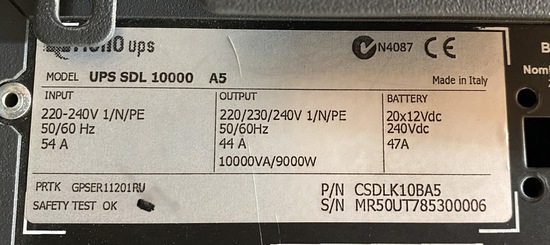 ups
N4087 CE
MODEL UPS SDL 10000 A5
Made in Italy
INPUT
220-240V 1/N/PE
50/60 Hz
54 A
OUTPUT
220/230/240V 1/N/PE
50/60Hz
44 A
10000VA/9000W
BATTERY
20x12Vdc
240Vdc
47A
PRTK GPSER11201RU
SAFETY TEST OK
P/N CSDLK10BA5
S/N MR50UT785300006